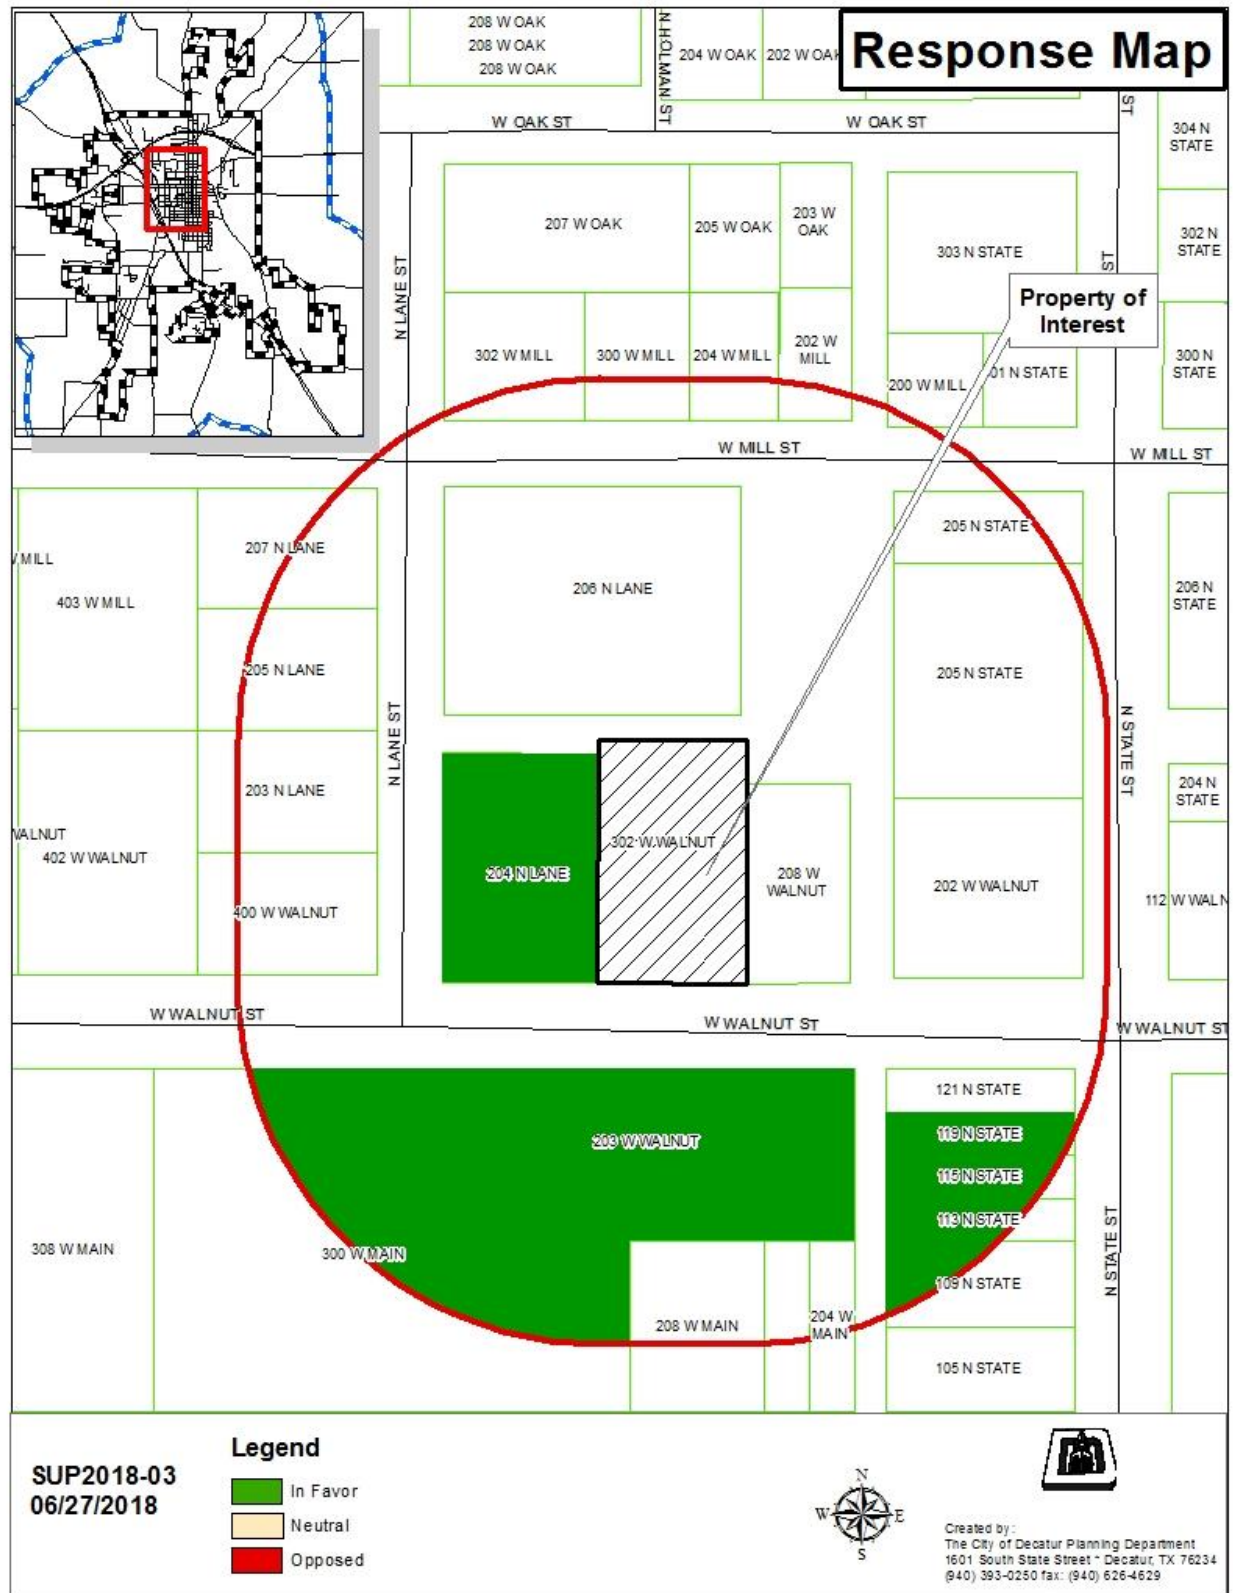 Response Map
208 W OAK
208 W OAK
208 W OAK
N HOLMAN ST
204 W OAK
202 W OAK
ST
304 N
STATE
W OAK ST
W OAK ST
207 W OAK
205 W OAK
203 W
OAK
303 N STATE
302 N
STATE
N LANE ST
ST
Property of
Interest
302 W MILL
300 W MILL
204 W MILL
202 W
MILL
200 W MILL
01 N STATE
300 N
STATE
W MILL ST
W MILL ST
207 N LANE
205 N STATE
MILL
403 W MILL
206 N LANE
206 N
STATE
205 N LANE
205 N STATE
N LANE ST
N STATE ST
203 N LANE
204 N
STATE
WALNUT
402 W WALNUT
302 W WALNUT
204 N LANE
208 W
WALNUT
202 W WALNUT
112 W WALN
400 W WALNUT
W WALNUT ST
W WALNUT ST
W WALNUT ST
121 N STATE
203 W WALNUT
119 N STATE
115 N STATE
113 N STATE
308 W MAIN
300 W MAIN
109 N STATE
N STATE ST
208 W MAIN
204 W
MAIN
105 N STATE
SUP2018-03
06/27/2018
Legend
In Favor
Neutral
Opposed
N
W
E
S
Created by:
The City of Decatur Planning Department
1601 South State Street * Decatur, TX 76234
(940) 393-0250 fax: (940) 626-4629